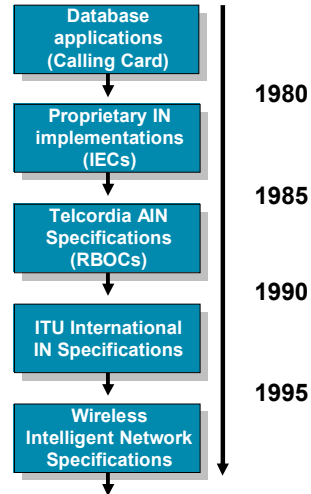 Database
applications
(Calling Card)
1980
Proprietary IN
implementations
(IECs)
1985
Telcordia AIN
Specifications
(RBOCs)
1990
ITU International
IN Specifications
1995
Wireless
Intelligent Network
Specifications